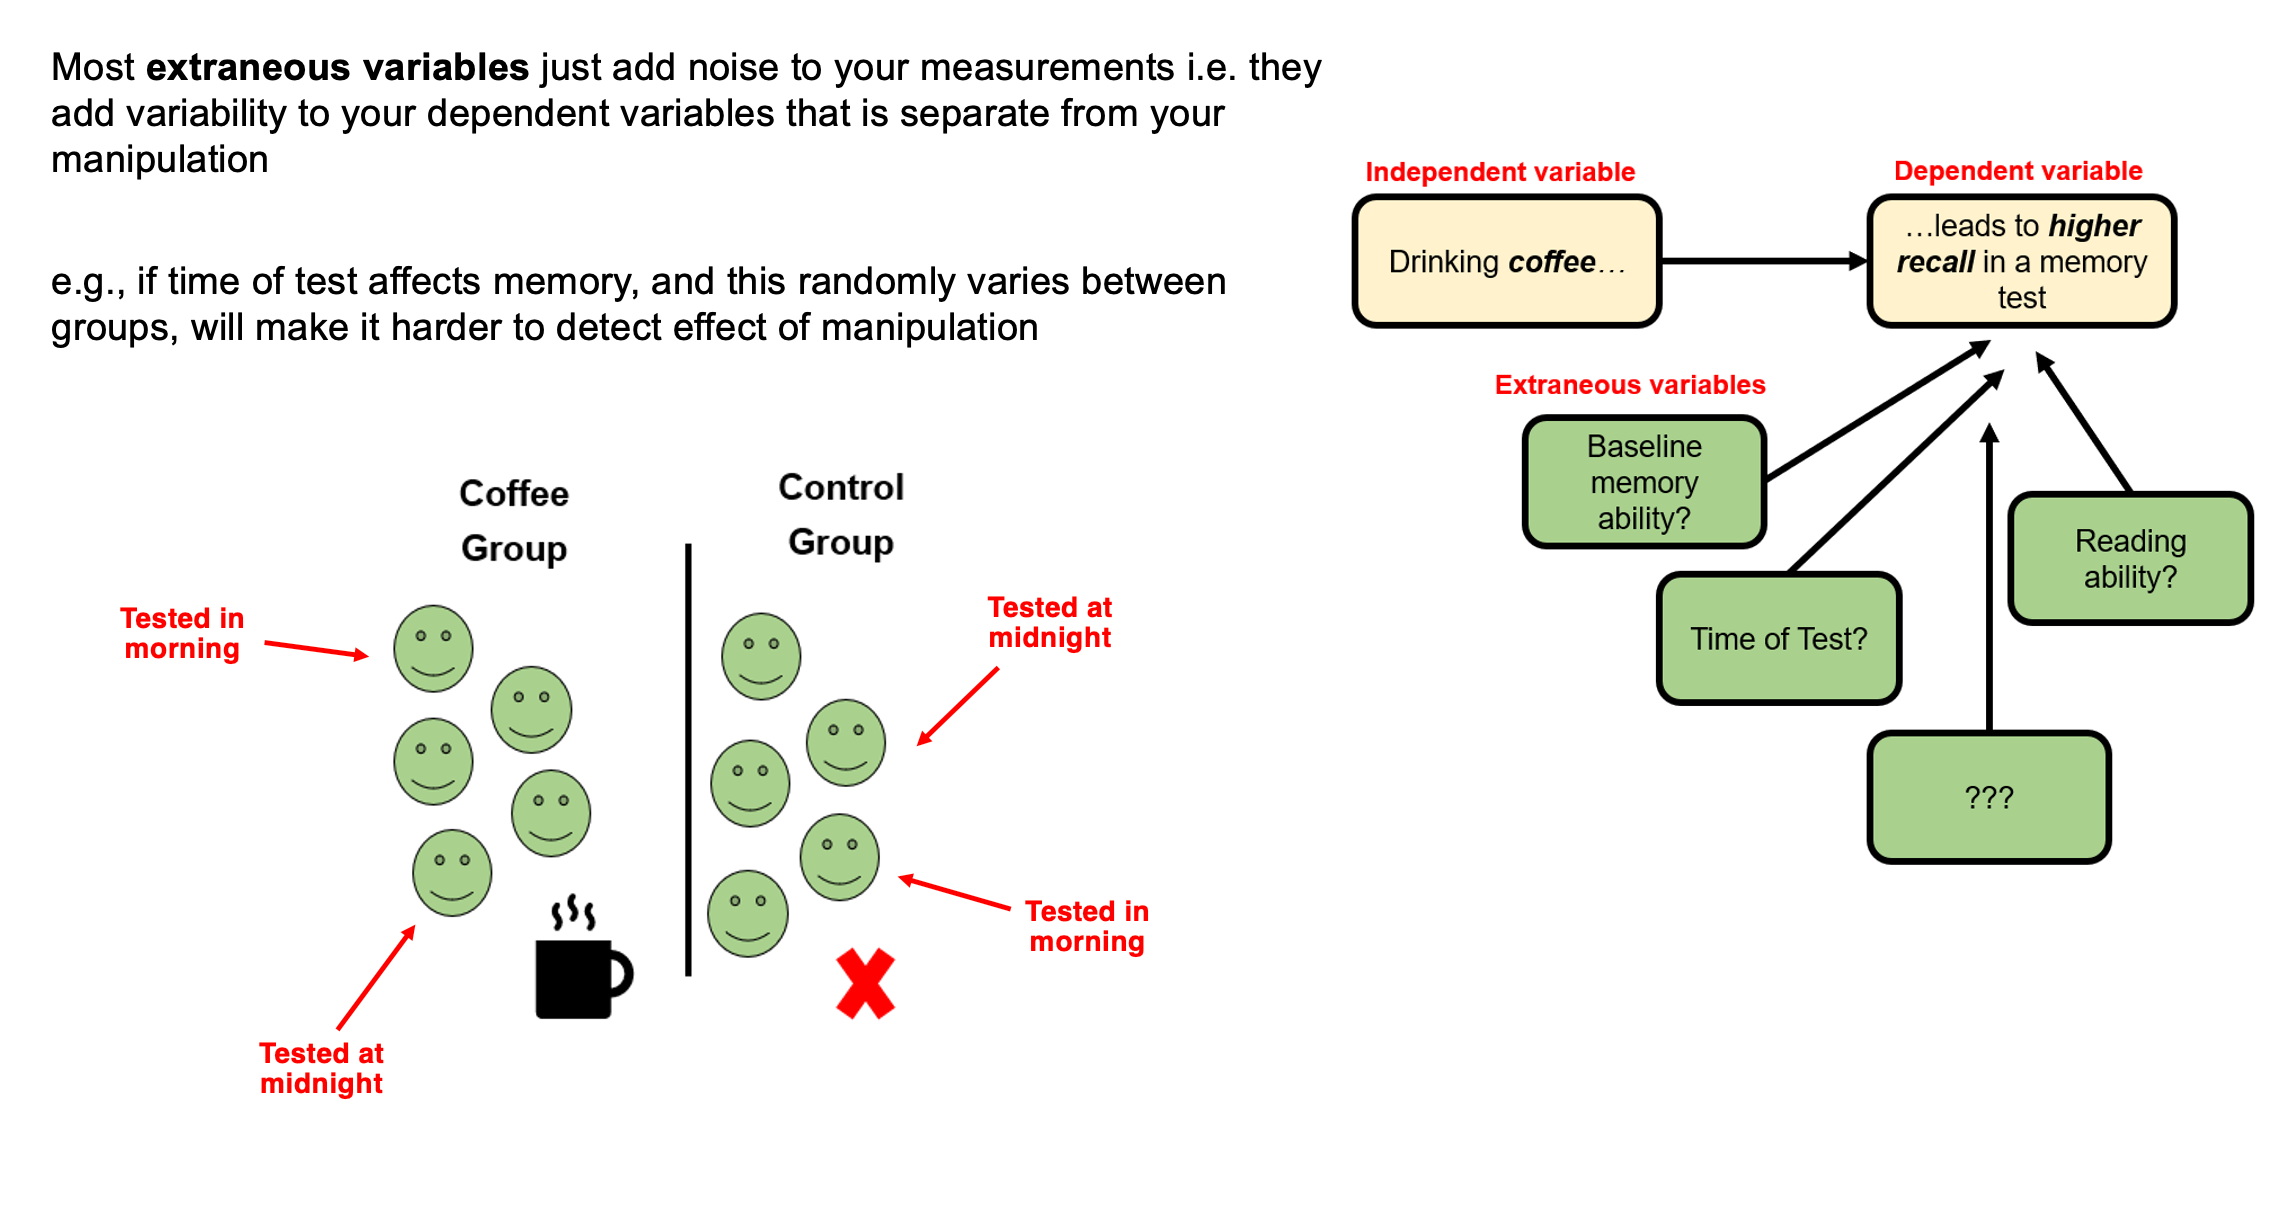 Most extraneous variables just add noise to your measurements i.e. they
add variability to your dependent variables that is separate from your
manipulation
e.g., if time of test affects memory, and this randomly varies between
groups, will make it harder to detect effect of manipulation
Coffee
Group
Control
Group
Tested in
morning
Tested at
midnight
Tested at
midnight
Tested in
morning
Independent variable
Drinking coffee…
Dependent variable
…leads to higher
recall in a memory
test
Extraneous variables
Baseline
memory
ability?
Time of Test?
Reading
ability?
???